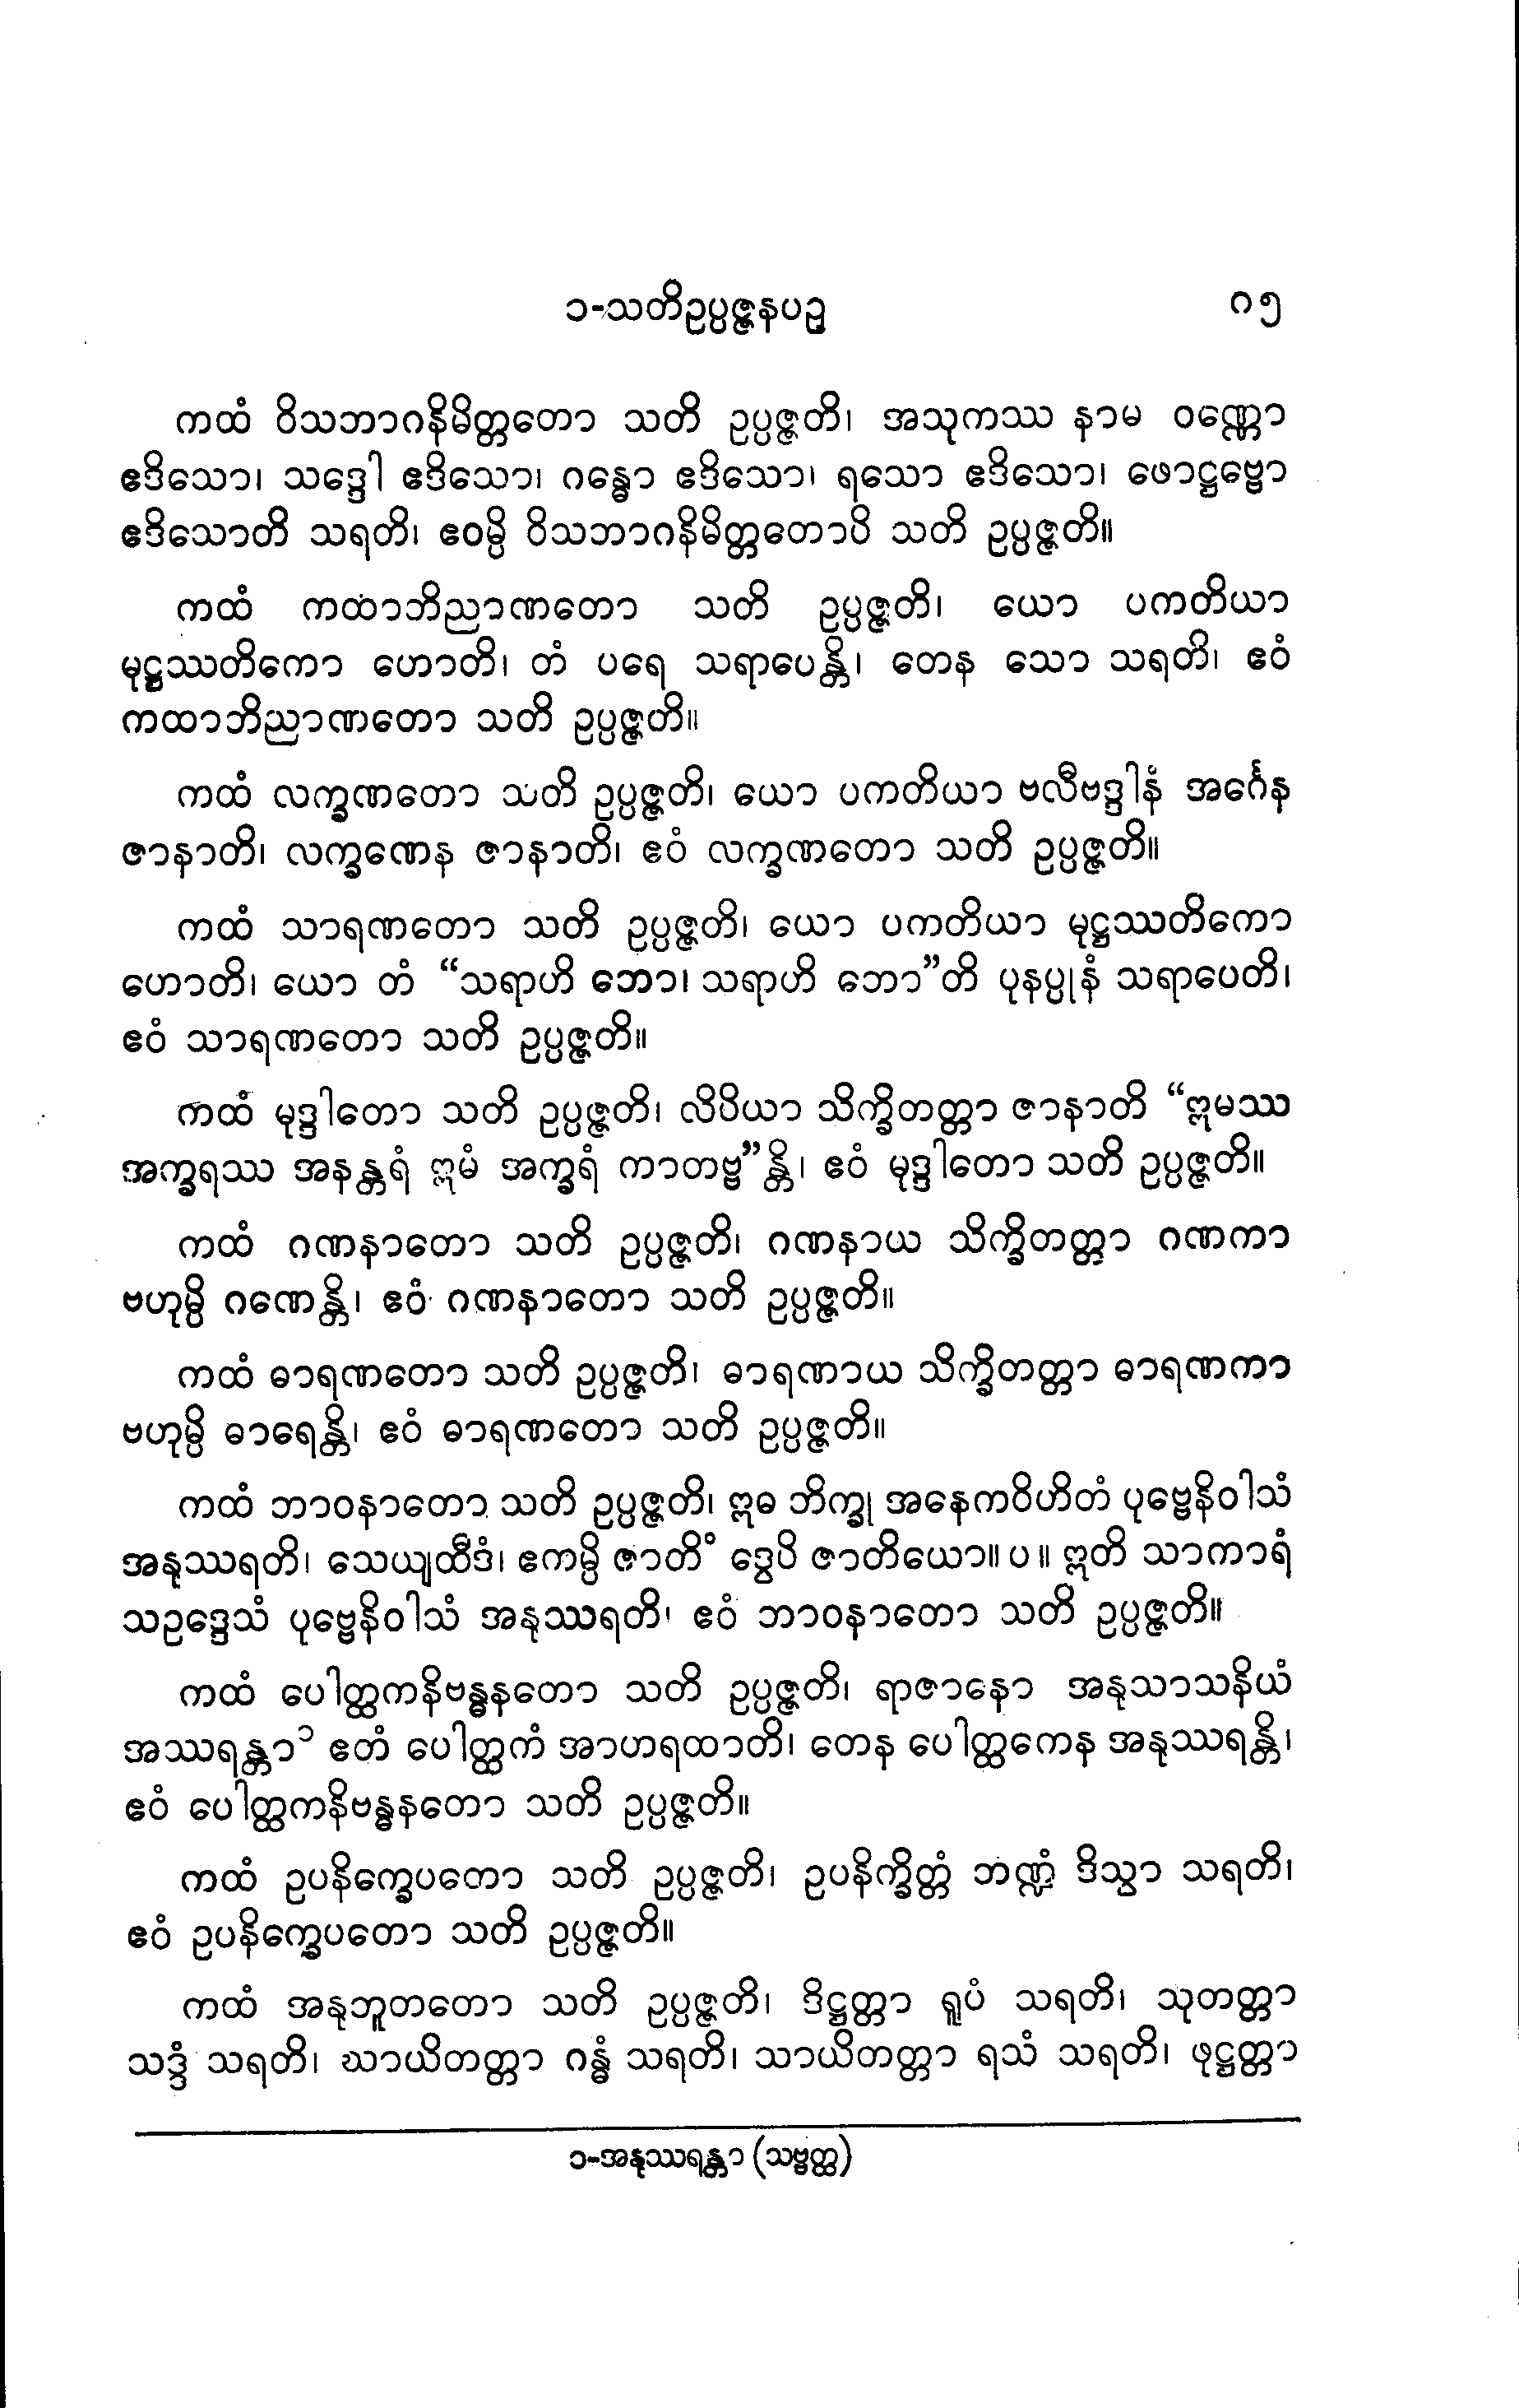 ၁-သတိဥပ္ပဇ္ဇနပဥှ ၈၅
ကထံ ဝိသဘာဂနိမိတ္တတော သတိ ဥပ္ပဇ္ဇတိ၊ အသုကဿ နာမ ဝဏ္ဏော
ဧဒိသော၊ သဒ္ဒေါ ဧဒိသော၊ ဂန္ဓော ဧဒိသော၊ ရသော ဧဒိသော၊ ဖောဋ္ဌဗ္ဗော
ဧဒိသောတိ သရတိ၊ ဧဝမ္ပိ ဝိသဘာဂနိမိတ္တတောပိ သတိ ဥပ္ပဇ္ဇတိ။
ကထံ ကထာဘိညာဏတော သတိ ဥပ္ပဇ္ဇတိ၊ ယော ပကတိယာ
မုဋ္ဌဿတိကော ဟောတိ၊ တံ ပရေ သရာပေန္တိ၊ တေန သော သရတိ၊ ဧဝံ
ကထာဘိညာဏတော သတိ ဥပ္ပဇ္ဇတိ။
ကထံ လက္ခဏတော သတိ ဥပ္ပဇ္ဇတိ၊ ယော ပကတိယာ ဗလီဗဒ္ဒါနံ အင်္ဂေန
ဇာနာတိ၊ လက္ခဏေန ဇာနာတိ၊ ဧဝံ လက္ခဏတော သတိ ဥပ္ပဇ္ဇတိ။
ကထံ သာရဏတော သတိ ဥပ္ပဇ္ဇတိ၊ ယော ပကတိယာ မုဋ္ဌဿတိကော
ဟောတိ၊ ယော တံ “သရာဟိ ဘော၊ သရာဟိ ဘော”တိ ပုနပ္ပုနံ သရာပေတိ၊
ဧဝံ သာရဏတော သတိ ဥပ္ပဇ္ဇတိ။
ကထံ မုဒ္ဒါတော သတိ ဥပ္ပဇ္ဇတိ၊ လိပိယာ သိက္ခိတတ္တာ ဇာနာတိ “ဣမဿ
အက္ခရဿ အနန္တရံ ဣမံ အက္ခရံ ကာတဗ္ဗ”န္တိ၊ ဧဝံ မုဒ္ဒါတော သတိ ဥပ္ပဇ္ဇတိ။
ကထံ ဂဏနာတော သတိ ဥပ္ပဇ္ဇတိ၊ ဂဏနာယ သိက္ခိတတ္တာ ဂဏကာ
ဗဟုမ္ပိ ဂဏေန္တိ၊ ဧဝံ ဂဏနာတော သတိ ဥပ္ပဇ္ဇတိ။
ကထံ ဓာရဏတော သတိ ဥပ္ပဇ္ဇတိ၊ ဓာရဏာယ သိက္ခိတတ္တာ ဓာရဏကာ
ဗဟုမ္ပိ ဓာရေန္တိ၊ ဧဝံ ဓာရဏတော သတိ ဥပ္ပဇ္ဇတိ။
ကထံ ဘာဝနာတော သတိ ဥပ္ပဇ္ဇတိ၊ ဣဓ ဘိက္ခု အနေကဝိဟိတံ ပုဗ္ဗေနိဝါသံ
အနုဿရတိ၊ သေယျထီဒံ၊ ဧကမ္ပိ ဇာတိံ ဒွေပိ ဇာတိယော။ ပ ။ ဣတိ သာကာရံ
သဥဒ္ဒေသံ ပုဗ္ဗေနိဝါသံ အနုဿရတိ၊ ဧဝံ ဘာဝနာတော သတိ ဥပ္ပဇ္ဇတိ။
ကထံ ပေါတ္ထကနိဗန္ဓနတော သတိ ဥပ္ပဇ္ဇတိ၊ ရာဇာနော အနုသာသနိယံ
အဿရန္တာ ၁ ဧတံ ပေါတ္ထကံ အာဟရထာတိ၊ တေန ပေါတ္ထကေန အနုဿရန္တိ၊
ဧဝံ ပေါတ္ထကနိဗန္ဓနတော သတိ ဥပ္ပဇ္ဇတိ။
ကထံ ဥပနိက္ခေပတော သတိ ဥပ္ပဇ္ဇတိ၊ ဥပနိက္ခိတ္တံ ဘဏ္ဍံ ဒိသွာ သရတိ၊
ဧဝံ ဥပနိက္ခေပတော သတိ ဥပ္ပဇ္ဇတိ။
ကထံ အနုဘူတတော သတိ ဥပ္ပဇ္ဇတိ၊ ဒိဋ္ဌတ္တာ ရူပံ သရတိ၊ သုတတ္တာ
သဒ္ဒံ သရတိ၊ ဃာယိတတ္တာ ဂန္ဓံ သရတိ၊ သာယိတတ္တာ ရသံ သရတိ၊ ဖုဋ္ဌတ္တာ
၁-အနုဿရန္တာ (သဗ္ဗတ္ထ)